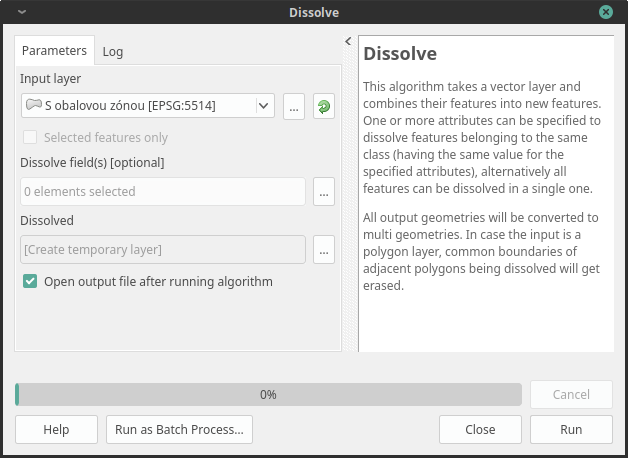 Dissolve
Parameters
Log
Input layer
S obalovou zónou [EPSG:5514]
...
Selected features only
Dissolve field(s) [optional]
0 elements selected
...
Dissolved
[Create temporary layer]
...
Open output file after running algorithm
Dissolve
This algorithm takes a vector layer and
combines their features into new features.
One or more attributes can be specified to
dissolve features belonging to the same
class (having the same value for the
specified attributes), alternatively all
features can be dissolved in a single one.
All output geometries will be converted to
multi geometries. In case the input is a
polygon layer, common boundaries of
adjacent polygons being dissolved will get
erased.
0%
Cancel
Help
Run as Batch Process...
Close
Run